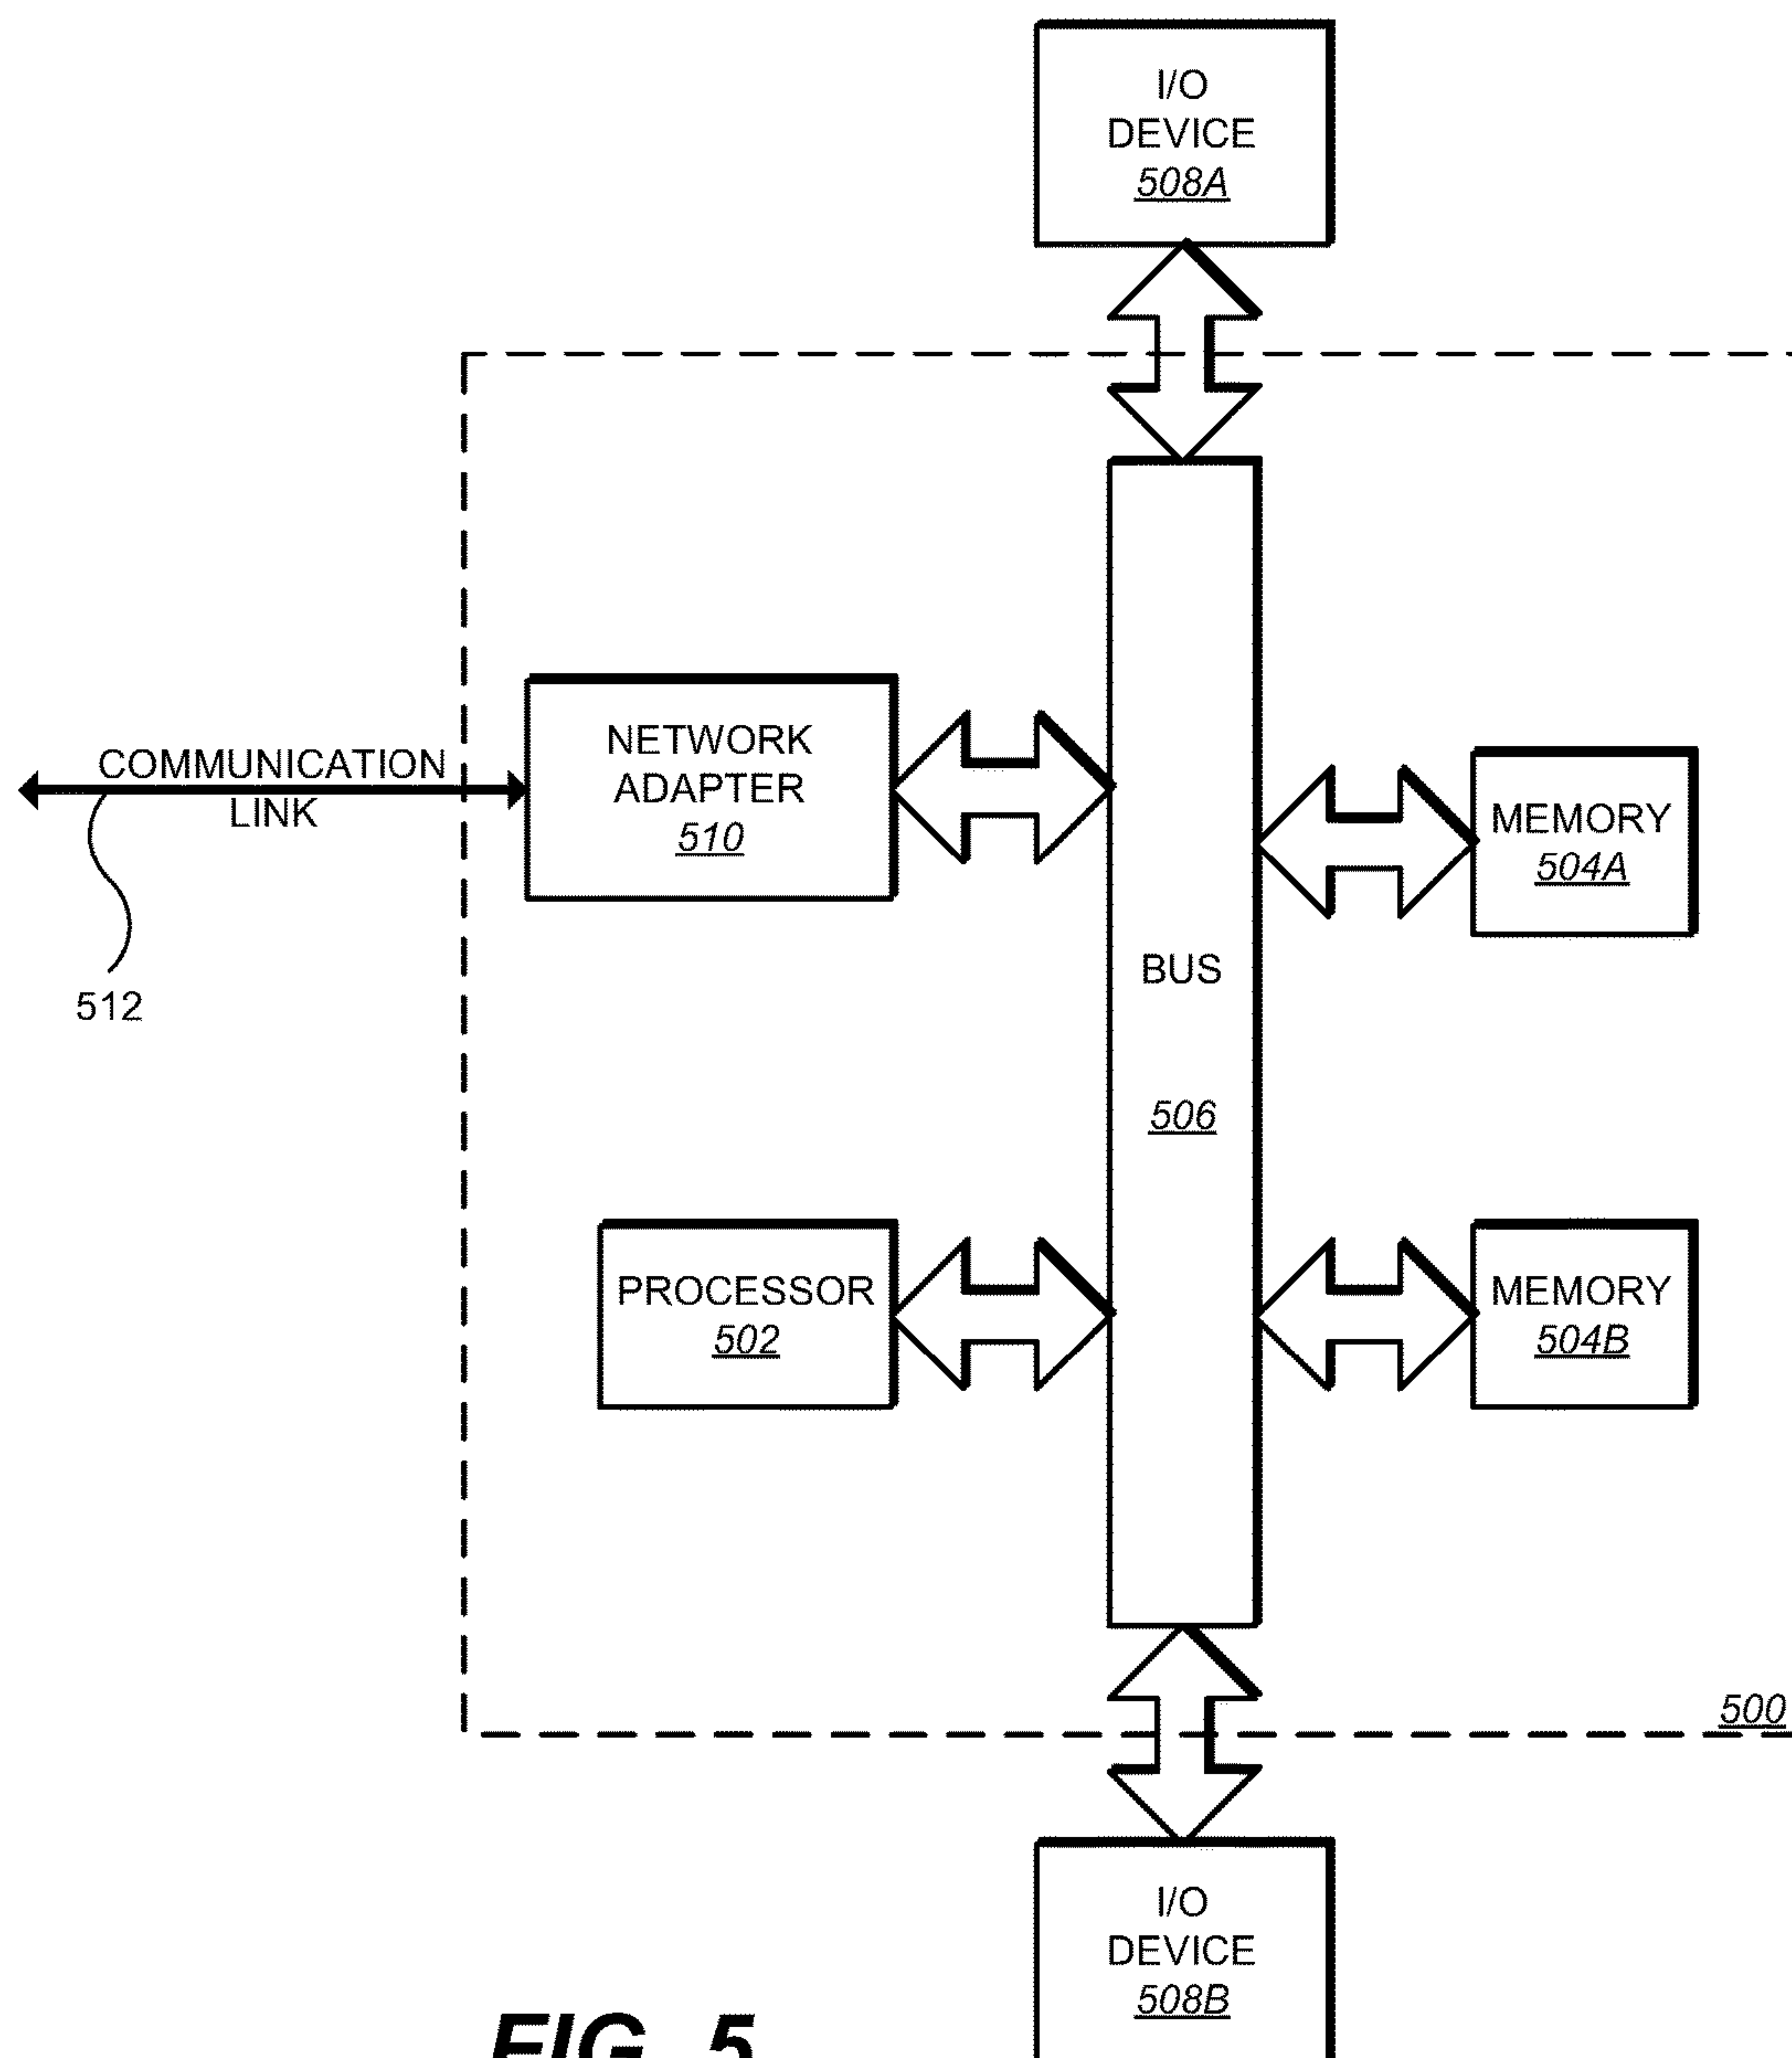 I/O
DEVICE
508A
COMMUNICATION
LINK
512
NETWORK
ADAPTER
510
MEMORY
504A
BUS
506
PROCESSOR
502
MEMORY
504B
500
I/O
DEVICE
508B
FIG. 5